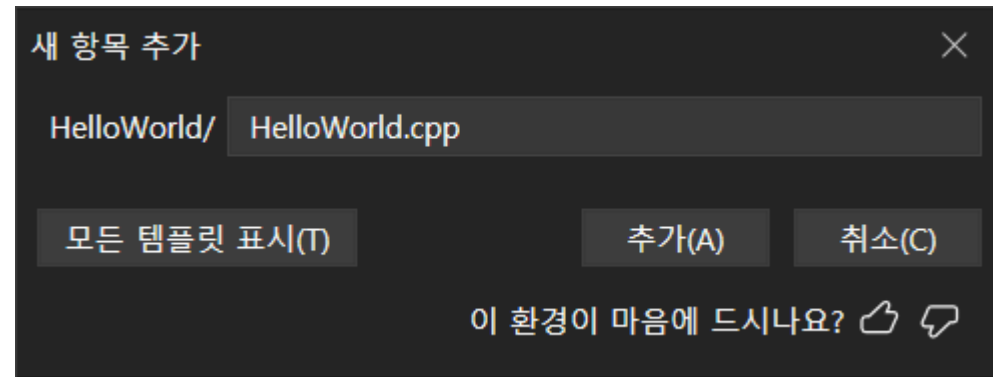 새 항목 추가
HelloWorld/ HelloWorld.cpp
모든 템플릿 표시(T) 추가(A) 취소(C)
이 환경이 마음에 드시나요?